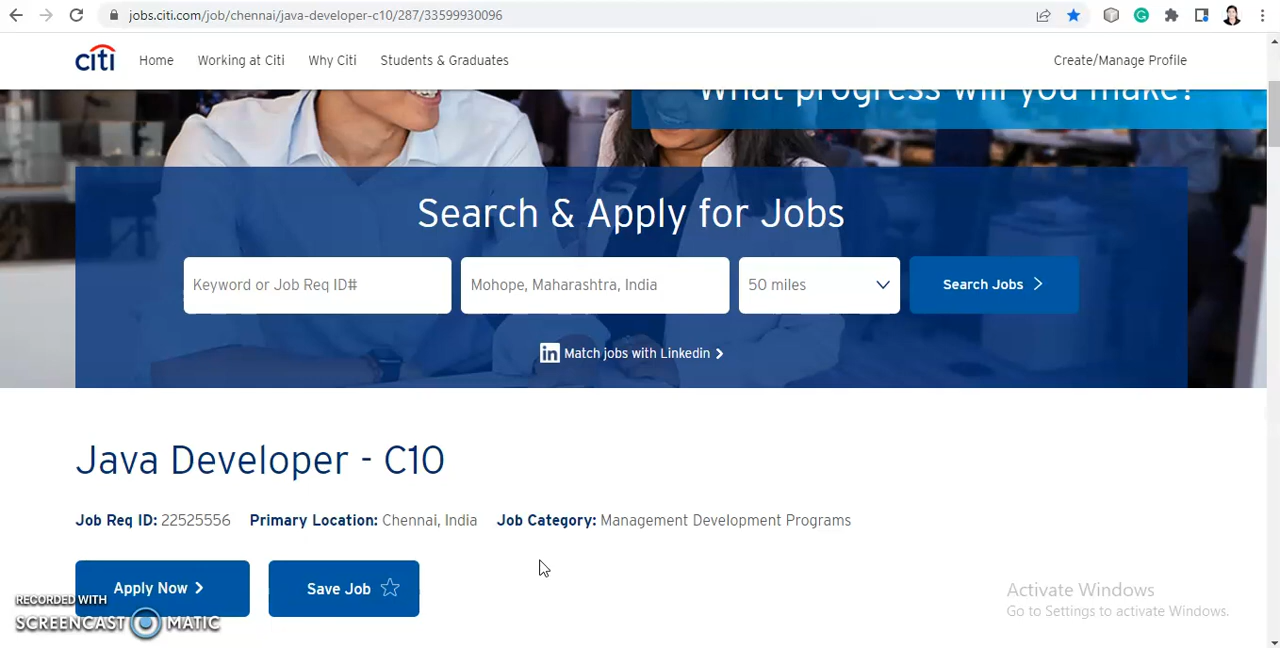 jobs.citi.com/job/chennai/java-developer-c10/287/33599930096
citi Home Working at Citi Why Citi Students & Graduates Create/Manage Profile
What progress will you make?
Search & Apply for Jobs
Keyword or Job Req ID# Mohope, Maharashtra, India 50 miles Search Jobs
in Match jobs with Linkedin
Java Developer - C10
Job Req ID: 22525556 Primary Location: Chennai, India Job Category: Management Development Programs
Apply Now Save Job
RECORDED WITH
SCREENCAST MATIC
Activate Windows
Go to Settings to activate Windows.